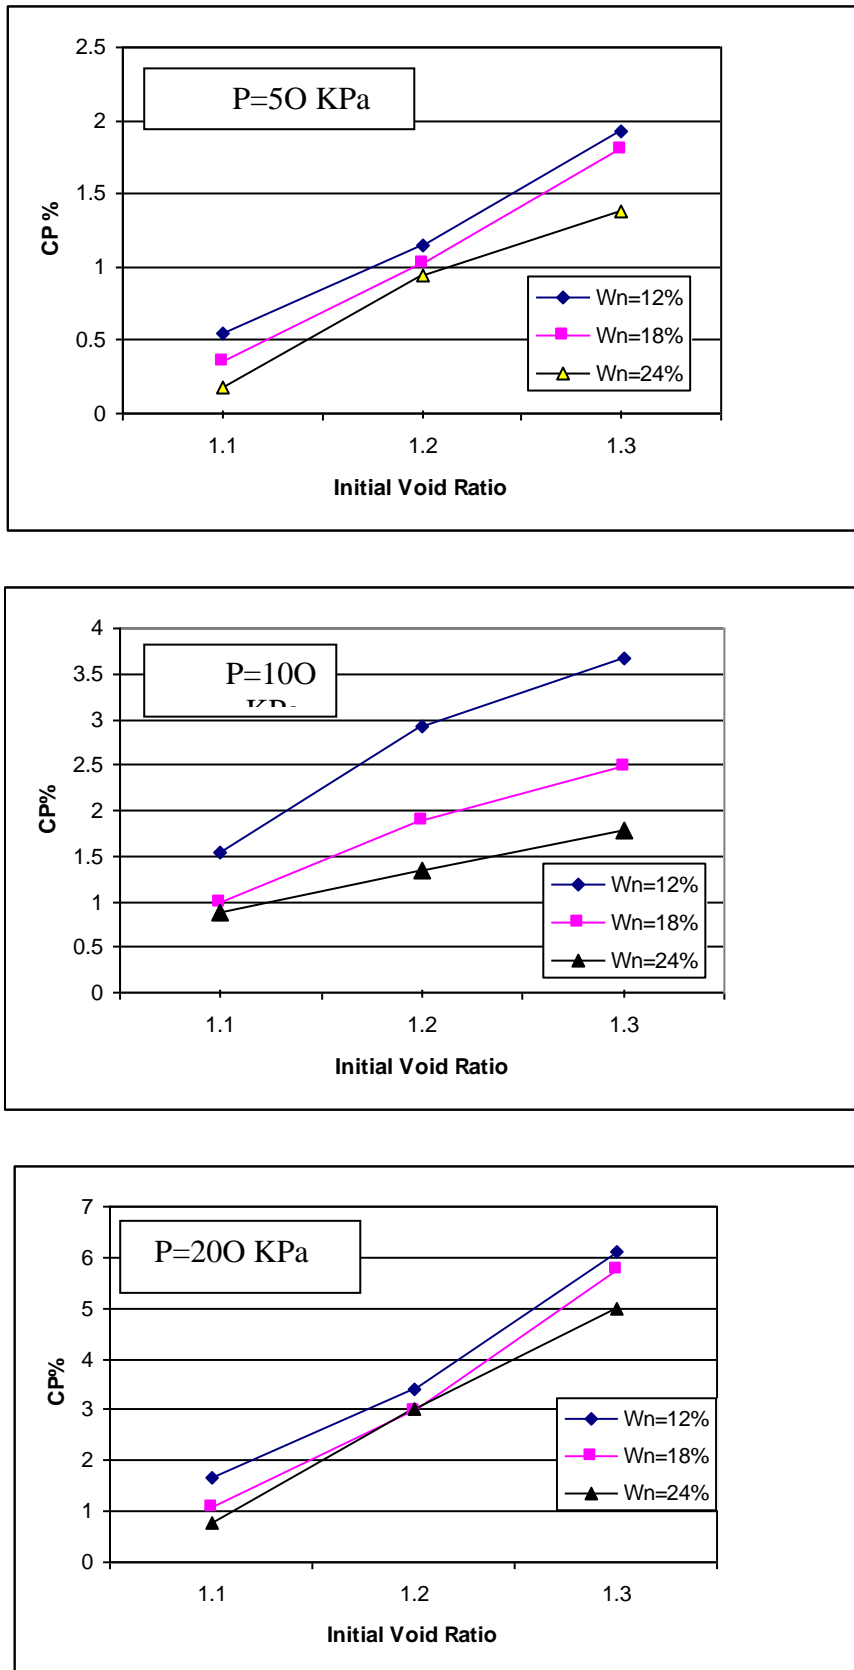 2.5
P=5O KPa
2
1.5
CP %
1
Wn=12%
0.5
Wn=18%
Wn=24%
0
1.1 1.2 1.3
Initial Void Ratio
4
3.5
P=10O
3
2.5
CP%
2
1.5
Wn=12%
1
Wn=18%
0.5
Wn=24%
0
1.1 1.2 1.3
Initial Void Ratio
7
6
P=20O KPa
5
4
CP%
3
Wn=12%
2
Wn=18%
1
Wn=24%
0
1.1 1.2 1.3
Initial Void Ratio